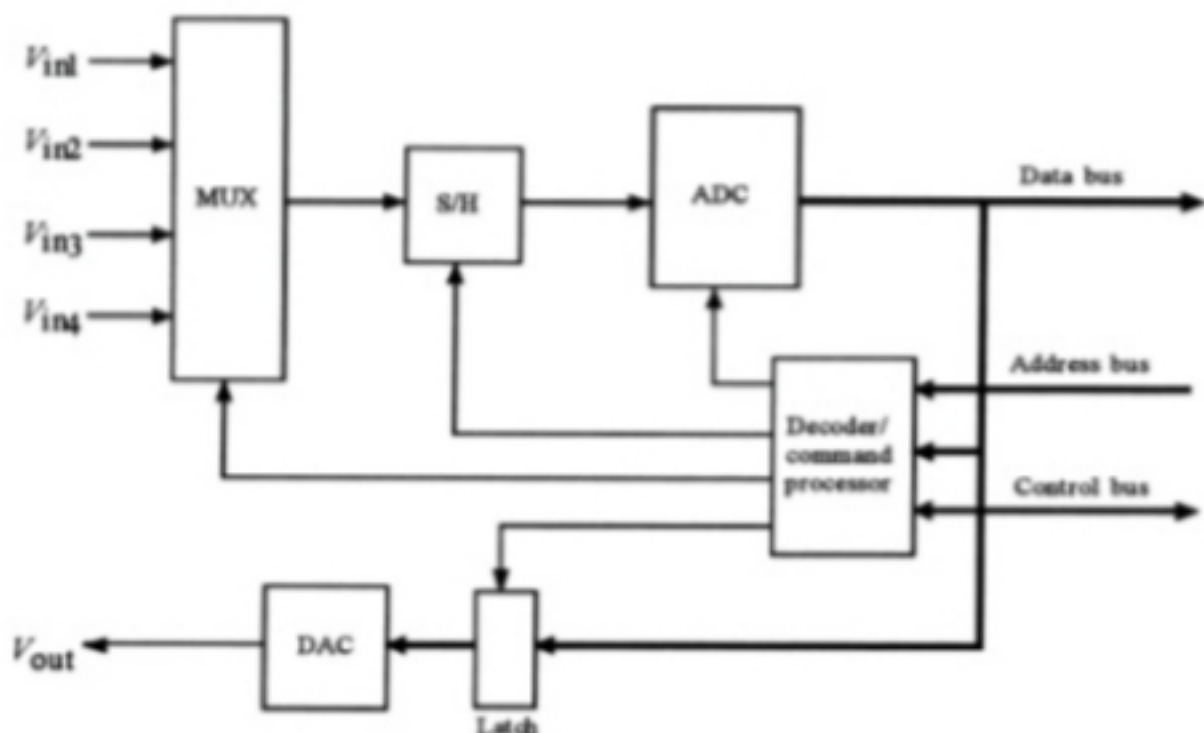 Vin1
Vin2
Vin3
Vin4
MUX
S/H
ADC
Data bus
Address bus
Decoder/
command
processor
Control bus
Vout
DAC
Latch